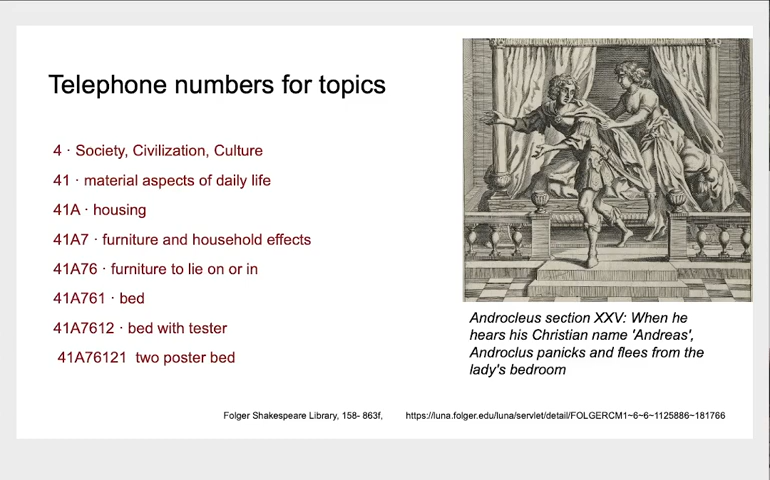 Telephone numbers for topics
4 · Society, Civilization, Culture
41 · material aspects of daily life
41A · housing
41A7 · furniture and household effects
41A76 · furniture to lie on or in
41A761 · bed
41A7612 · bed with tester
41A76121 two poster bed
Androcleus section XXV: When he
hears his Christian name 'Andreas',
Androclus panicks and flees from the
lady's bedroom
Folger Shakespeare Library, 158- 863f, https://luna.folger.edu/luna/servlet/detail/FOLGERCM1~6~6~1125886~181766